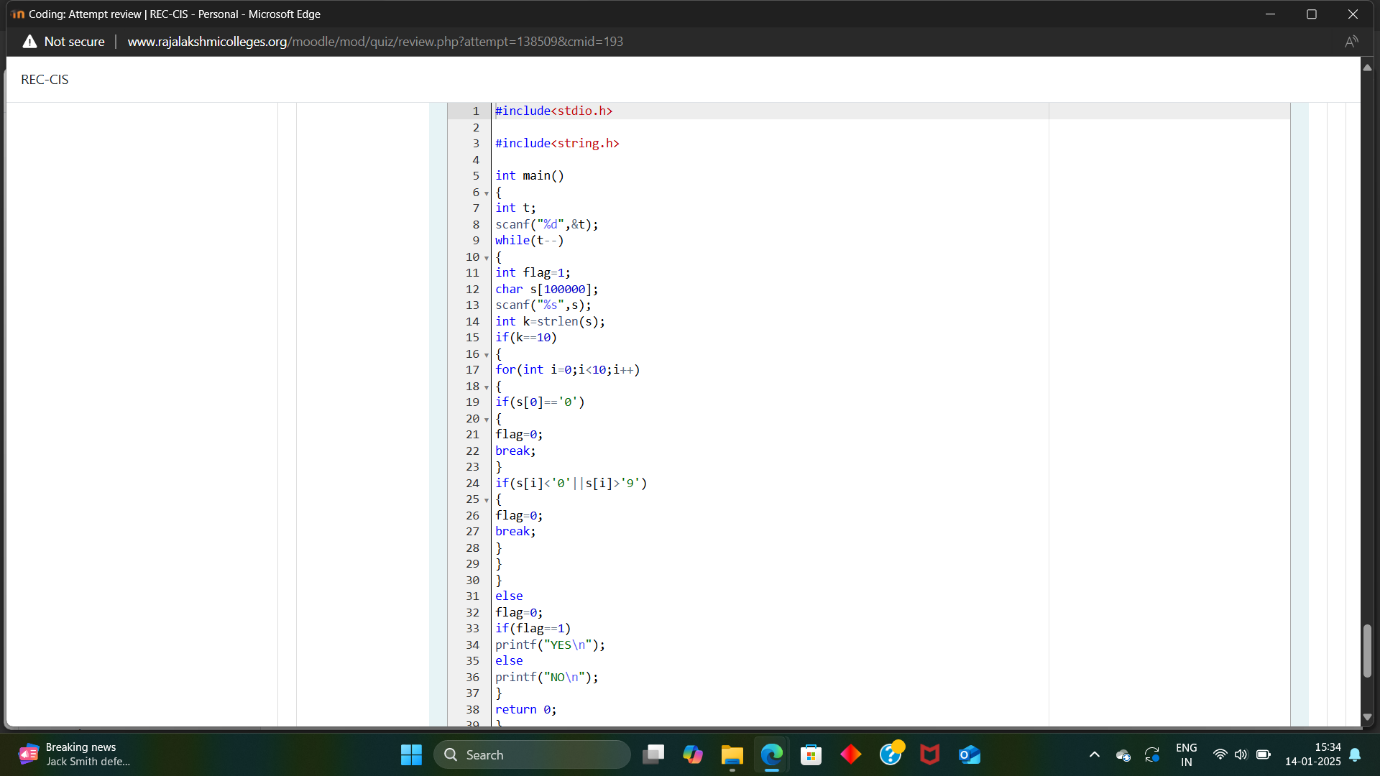 Coding: Attempt review | REC-CIS - Personal - Microsoft Edge
Not secure | www.rajalakshmicolleges.org/moodle/mod/quiz/review.php?attempt=138509&cmid=193
REC-CIS
1 #include<stdio.h>
2
3 #include<string.h>
4
5 int main()
6 {
7 int t;
8 scanf("%d",&t);
9 while(t--)
10 {
11 int flag=1;
12 char s[100000];
13 scanf("%s",s);
14 int k=strlen(s);
15 if(k==10)
16 {
17 for(int i=0;i<10;i++)
18 {
19 if(s[0]=='0')
20 {
21 flag=0;
22 break;
23 }
24 if(s[i]<'0'||s[i]>'9')
25 {
26 flag=0;
27 break;
28 }
29 }
30 }
31 else
32 flag=0;
33 if(flag==1)
34 printf("YES\n");
35 else
36 printf("NO\n");
37 }
38 return 0;
39 }
Breaking news
Jack Smith defe...
Search
ENG
IN
15:34
14-01-2025